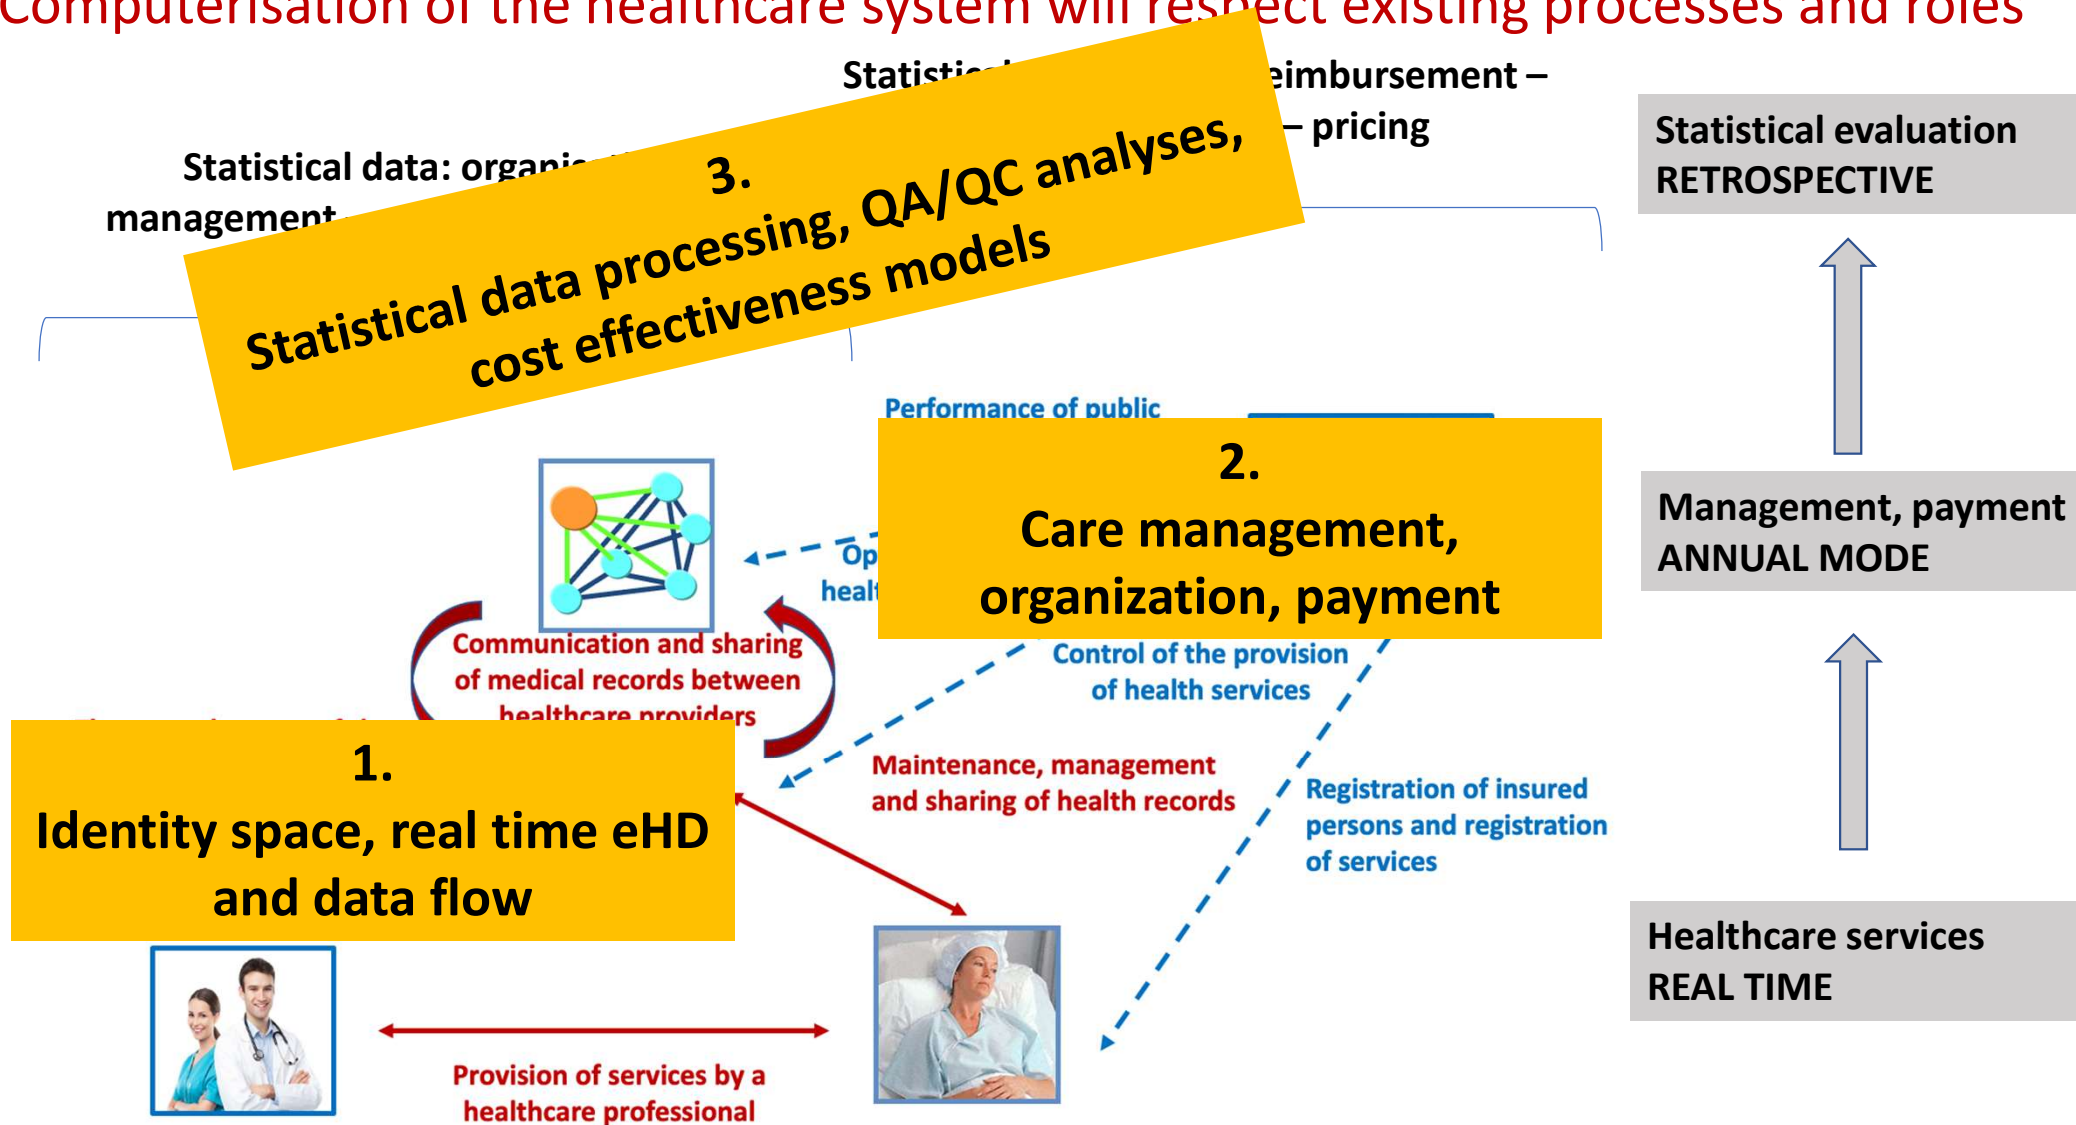 Computerisation of the healthcare system will respect existing processes and roles
eimbursement –
– pricing
Statistical data:
management
3.
Statistical data processing, QA/QC analyses,
cost effectiveness models
Statistical evaluation
RETROSPECTIVE
Performance of public
2.
Care management,
organization, payment
Management, payment
ANNUAL MODE
Communication and sharing
of medical records between
healthcare providers
Control of the provision
of health services
1.
Identity space, real time eHD
and data flow
Maintenance, management
and sharing of health records
Registration of insured
persons and registration
of services
Healthcare services
REAL TIME
Provision of services by a
healthcare professional